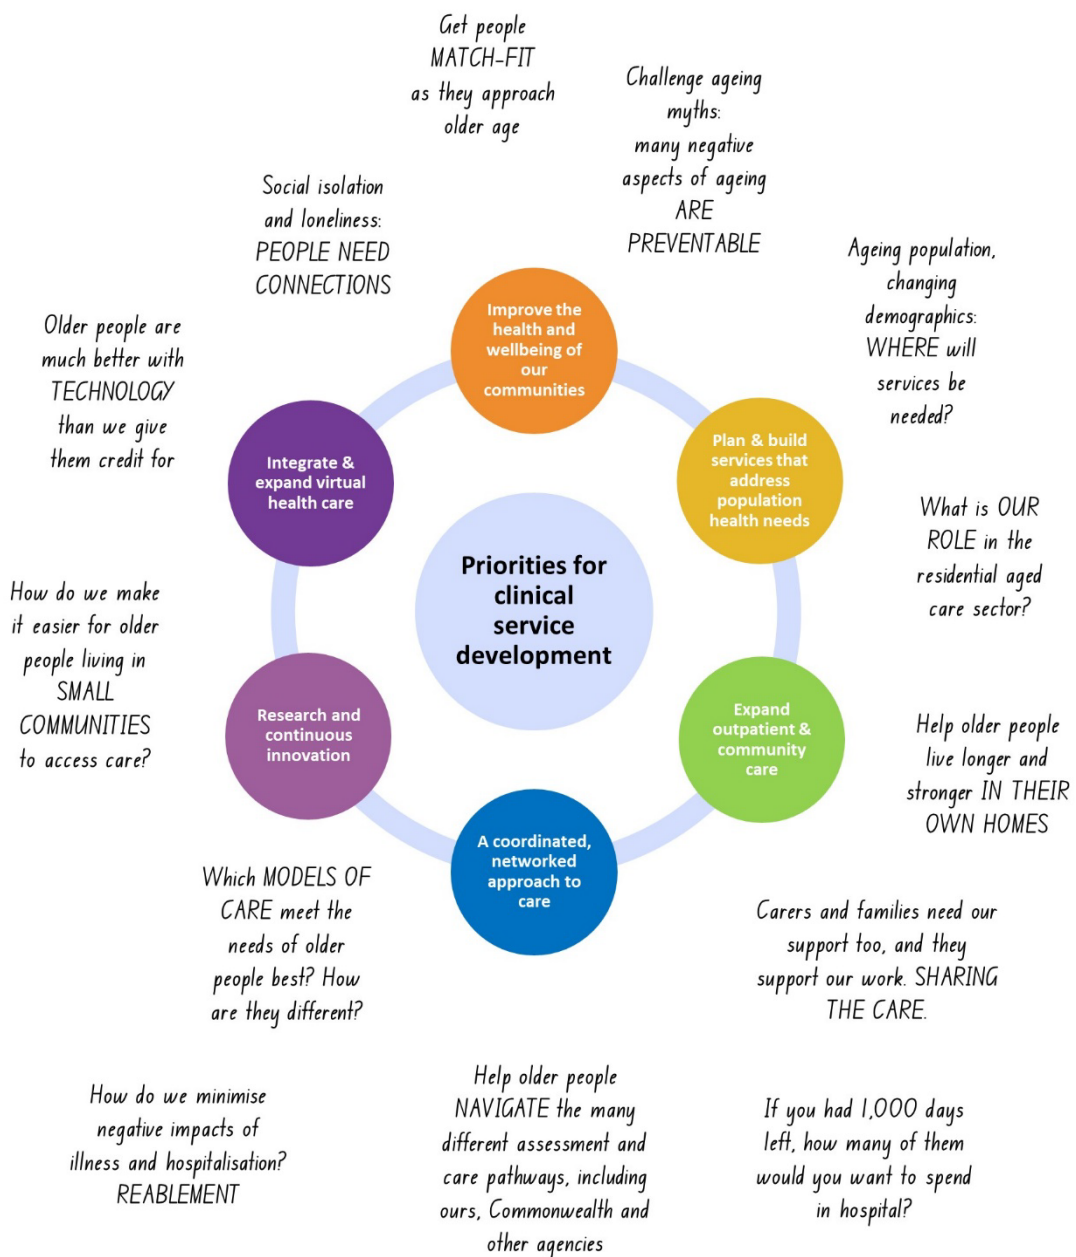 Get people
MATCH-FIT
as they approach
older age
Challenge ageing
myths:
many negative
aspects of ageing
ARE
PREVENTABLE
Social isolation
and loneliness:
PEOPLE NEED
CONNECTIONS
Ageing population,
changing
demographics:
WHERE will
services be
needed?
Older people are
much better with
TECHNOLOGY
than we give
them credit for
Improve the
health and
wellbeing of
our
communities
Integrate &
expand virtual
health care
Plan & build
services that
address
population
health needs
What is OUR
ROLE in the
residential aged
care sector?
Priorities for
clinical
service
development
How do we make
it easier for older
people living in
SMALL
COMMUNITIES
to access care?
Research and
continuous
innovation
Expand
outpatient &
community
care
Help older people
live longer and
stronger IN THEIR
OWN HOMES
A coordinated,
networked
approach to
care
Which MODELS OF
CARE meet the
needs of older
people best? How
are they different?
Carers and families need our
support too, and they
support our work. SHARING
THE CARE.
How do we minimise
negative impacts of
illness and hospitalisation?
REABLEMENT
Help older people
NAVIGATE the many
different assessment and
care pathways, including
ours, Commonwealth and
other agencies
If you had 1,000 days
left, how many of them
would you want to spend
in hospital?